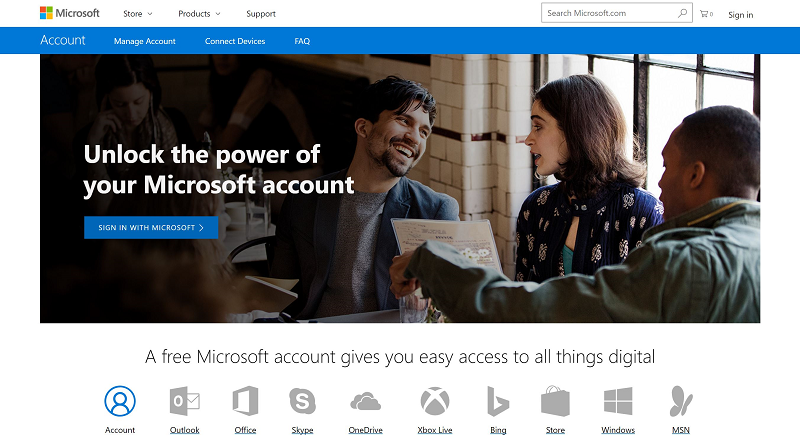 Microsoft Store Products Support Search Microsoft.com 0 Sign in
Account Manage Account Connect Devices FAQ
Unlock the power of
your Microsoft account
SIGN IN WITH MICROSOFT
A free Microsoft account gives you easy access to all things digital
Account Outlook Office Skype OneDrive Xbox Live Bing Store Windows MSN